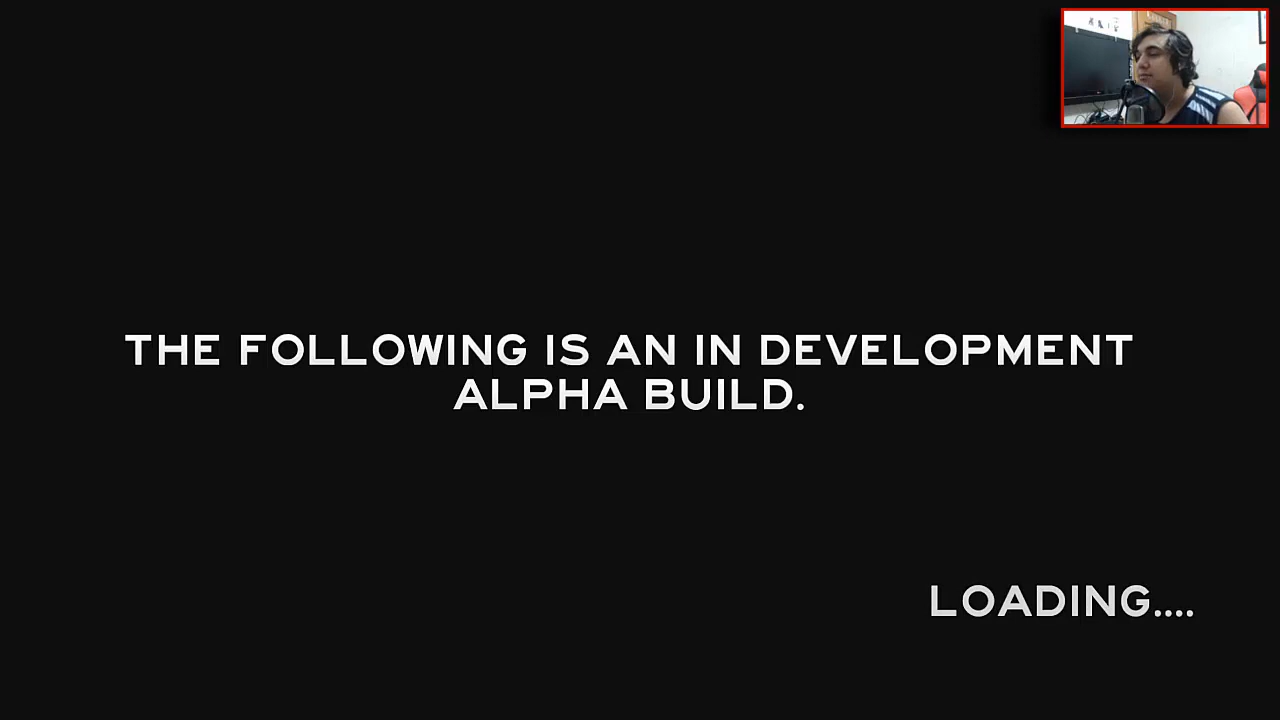 THE FOLLOWING IS AN IN DEVELOPMENT
ALPHA BUILD.
LOADING....